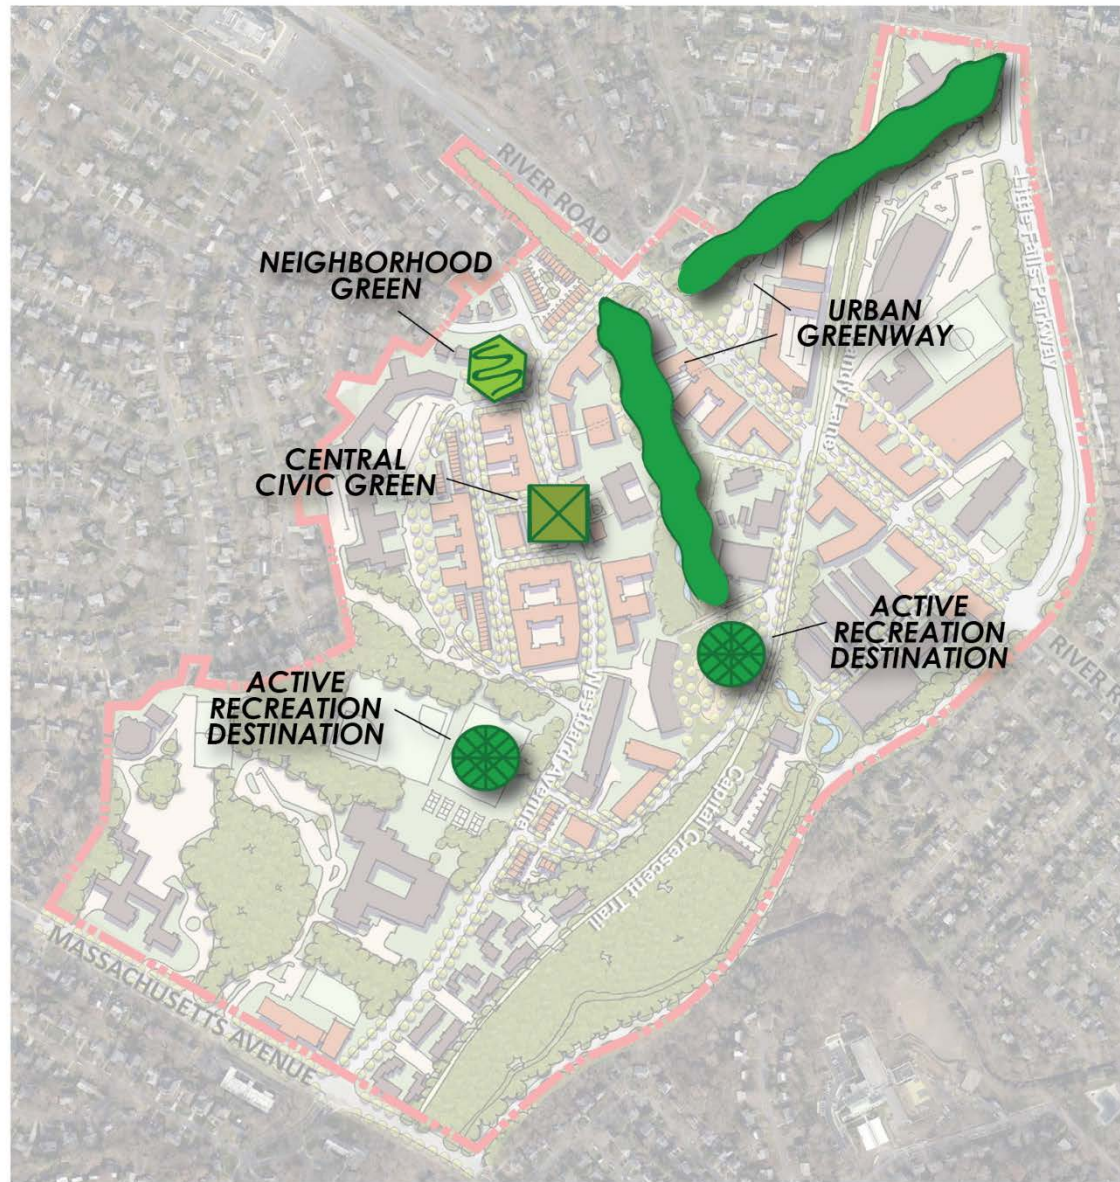 RIVER ROAD
NEIGHBORHOOD
GREEN
URBAN
GREENWAY
Little Falls Parkway
CENTRAL
CIVIC GREEN
ACTIVE
RECREATION
DESTINATION
RIVER
ACTIVE
RECREATION
DESTINATION
Westbard Avenue
Capital Crescent Trail
MASSACHUSETTS AVENUE